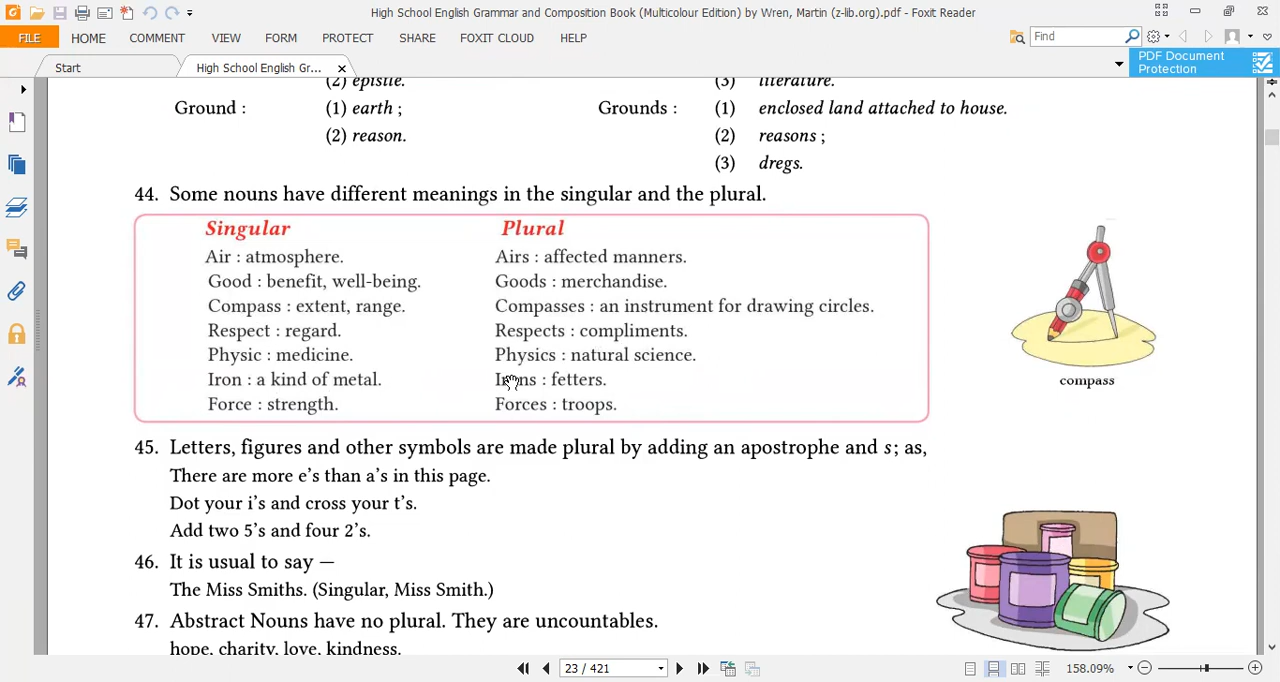 High School English Grammar and Composition Book (Multicolour Edition) by Wren, Martin (z-lib.org).pdf - Foxit Reader
FILE HOME COMMENT VIEW FORM PROTECT SHARE FOXIT CLOUD HELP Find
Start High School English Gr... PDF Document Protection
(2) epistle. (3) literature.
Ground : (1) earth ; Grounds : (1) enclosed land attached to house.
(2) reason. (2) reasons ;
(3) dregs.
44. Some nouns have different meanings in the singular and the plural.
Singular Plural
Air : atmosphere. Airs : affected manners.
Good : benefit, well-being. Goods : merchandise.
Compass : extent, range. Compasses : an instrument for drawing circles.
Respect : regard. Respects : compliments.
Physic : medicine. Physics : natural science.
Iron : a kind of metal. Irons : fetters.
Force : strength. Forces : troops.
compass
45. Letters, figures and other symbols are made plural by adding an apostrophe and s; as,
There are more e's than a's in this page.
Dot your i's and cross your t's.
Add two 5's and four 2's.
46. It is usual to say —
The Miss Smiths. (Singular, Miss Smith.)
47. Abstract Nouns have no plural. They are uncountables.
hope, charity, love, kindness.
23 / 421 158.09%